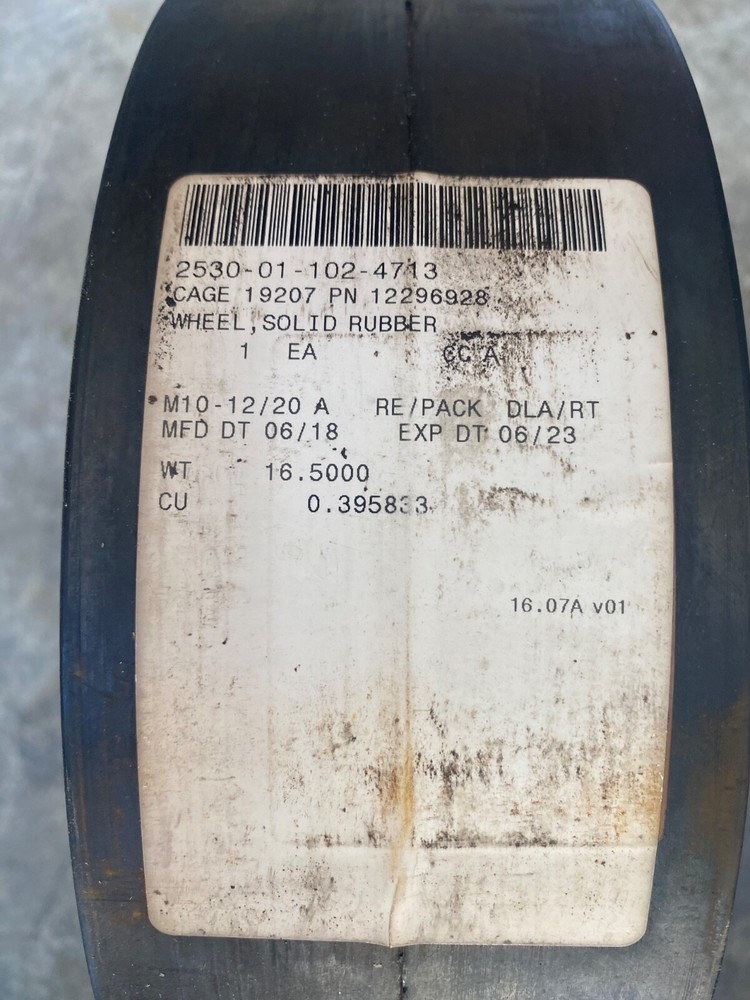 2530-01-102-4713
CAGE 19207 PN 12296928
WHEEL,SOLID RUBBER
1 EA CC A
M10-12/20 A RE/PACK DLA/RT
MFD DT 06/18 EXP DT 06/23
WT 16.5000
CU 0.395833
16.07A v01